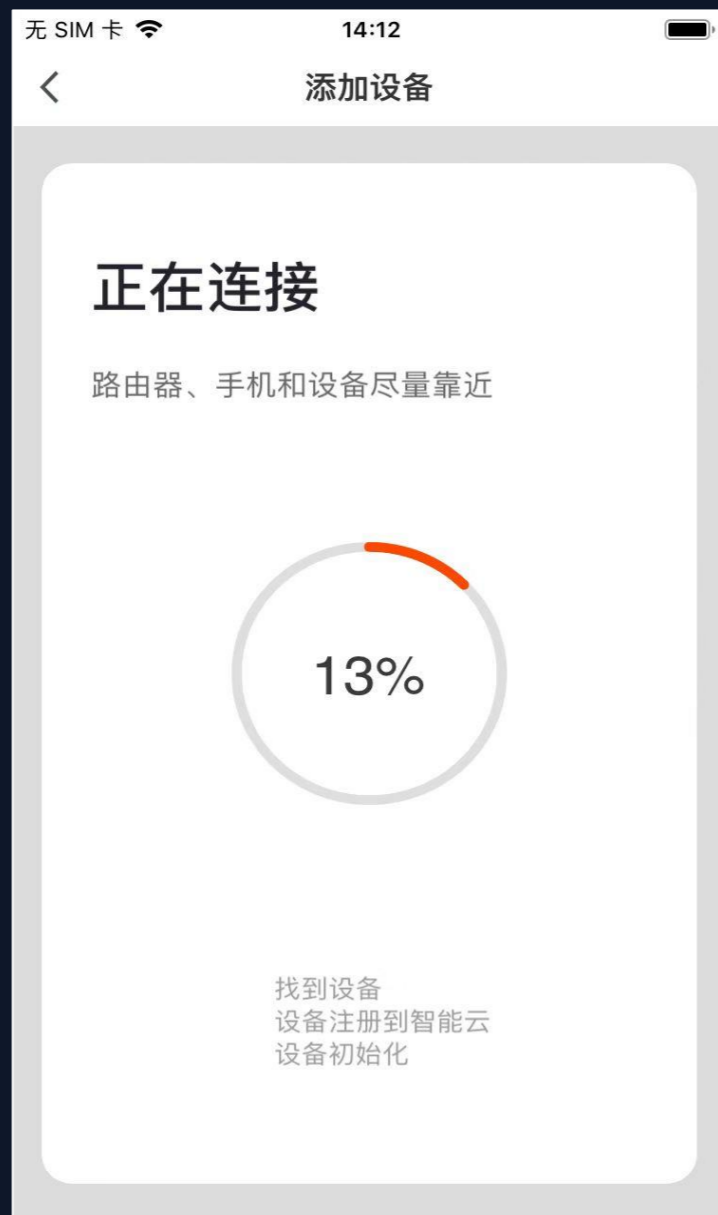 无 SIM 卡
14:12
添加设备
正在连接
路由器、手机和设备尽量靠近
13%
找到设备
设备注册到智能云
设备初始化